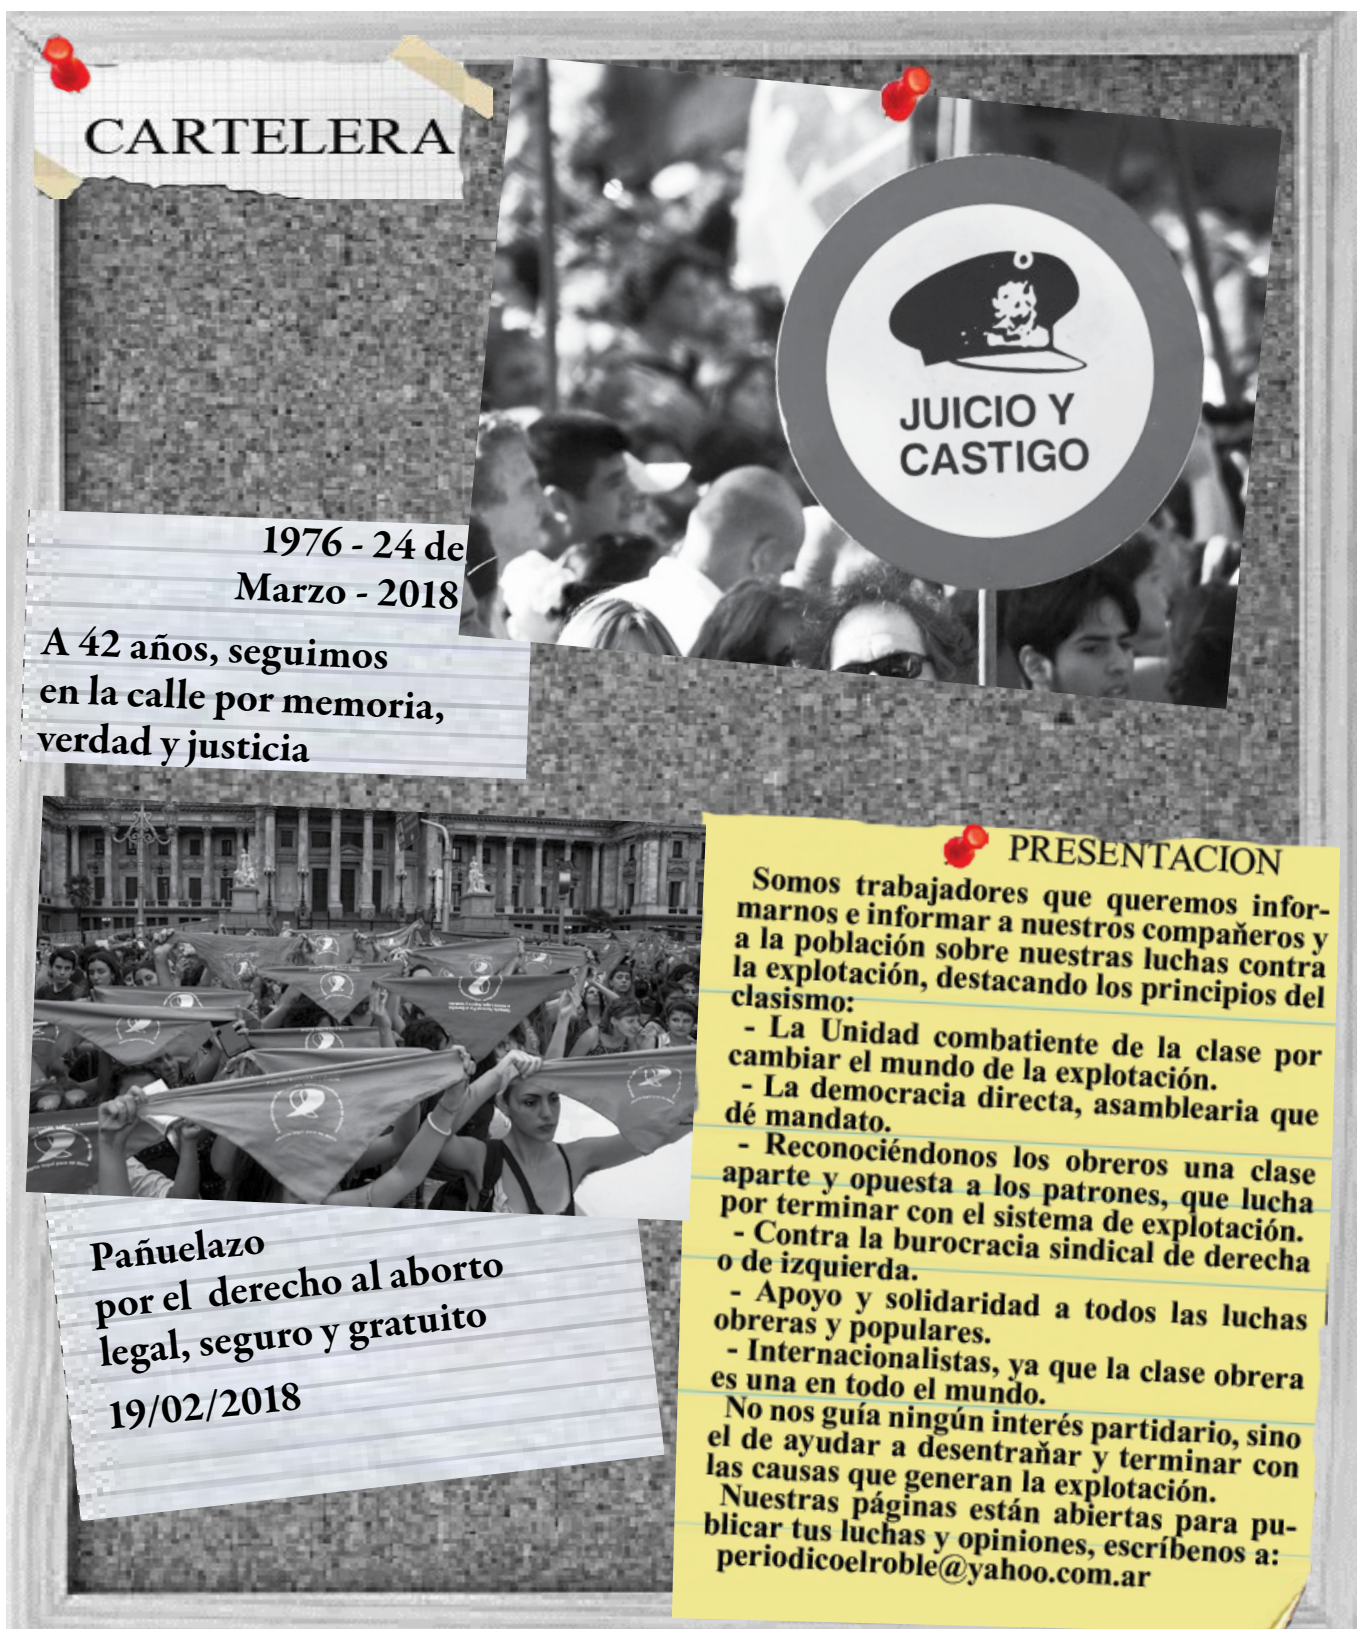 CARTELERA
JUICIO Y
CASTIGO
1976 - 24 de
Marzo - 2018
A 42 años, seguimos
en la calle por memoria,
verdad y justicia
Pañuelazo
por el derecho al aborto
legal, seguro y gratuito
19/02/2018
PRESENTACION
Somos trabajadores que queremos infor-
marnos e informar a nuestros compañeros y
a la población sobre nuestras luchas contra
la explotación, destacando los principios del
clasismo:
- La Unidad combatiente de la clase por
cambiar el mundo de la explotación.
- La democracia directa, asamblearia que
dé mandato.
- Reconociéndonos los obreros una clase
aparte y opuesta a los patrones, que lucha
por terminar con el sistema de explotación.
- Contra la burocracia sindical de derecha
o de izquierda.
- Apoyo y solidaridad a todos las luchas
obreras y populares.
- Internacionalistas, ya que la clase obrera
es una en todo el mundo.
No nos guía ningún interés partidario, sino
el de ayudar a desentrañar y terminar con
las causas que generan la explotación.
Nuestras páginas están abiertas para pu-
blicar tus luchas y opiniones, escríbenos a:
periodicoelroble@yahoo.com.ar